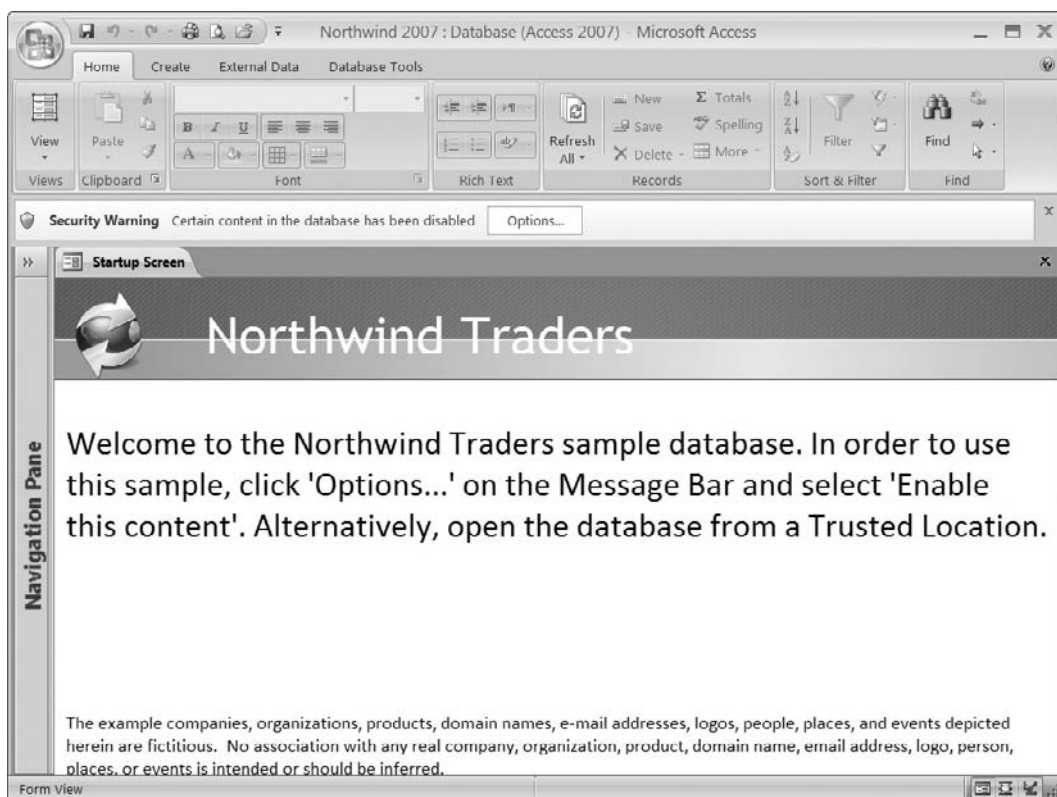 Northwind 2007 : Database (Access 2007) - Microsoft Access
Home Create External Data Database Tools
View
Paste
B I U
A
Refresh All
New
Save
Delete
Σ Totals
Spelling
More
Filter
Find
Views Clipboard Font Rich Text Records Sort & Filter Find
Security Warning Certain content in the database has been disabled Options...
Startup Screen
Navigation Pane
Northwind Traders
Welcome to the Northwind Traders sample database. In order to use
this sample, click 'Options...' on the Message Bar and select 'Enable
this content'. Alternatively, open the database from a Trusted Location.
The example companies, organizations, products, domain names, e-mail addresses, logos, people, places, and events depicted
herein are fictitious. No association with any real company, organization, product, domain name, email address, logo, person,
places, or events is intended or should be inferred.
Form View